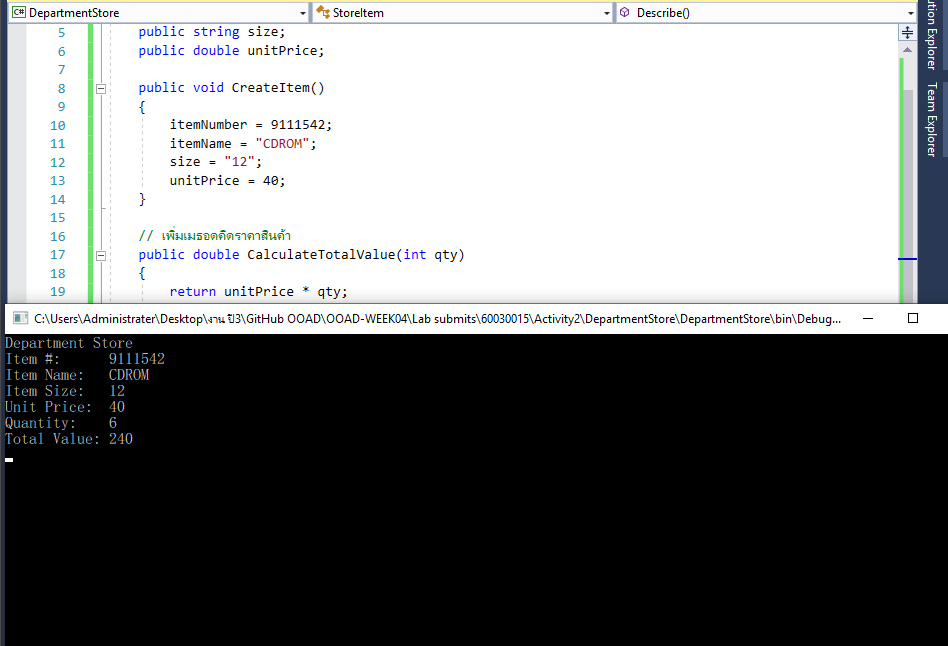 C# DepartmentStore
StoreItem
Describe()
5 public string size;
6 public double unitPrice;
7
8 public void CreateItem()
9 {
10 itemNumber = 9111542;
11 itemName = "CDROM";
12 size = "12";
13 unitPrice = 40;
14 }
15
16 // เพิ่มเมธอดคิดราคาสินค้า
17 public double CalculateTotalValue(int qty)
18 {
19 return unitPrice * qty;
Explorer
Team Explorer
C:\Users\Administrater\Desktop\งาน ปี3\GitHub OOAD\OOAD-WEEK04\Lab submits\60030015\Activity2\DepartmentStore\DepartmentStore\bin\Debug...
Department Store
Item #: 9111542
Item Name: CDROM
Item Size: 12
Unit Price: 40
Quantity: 6
Total Value: 240